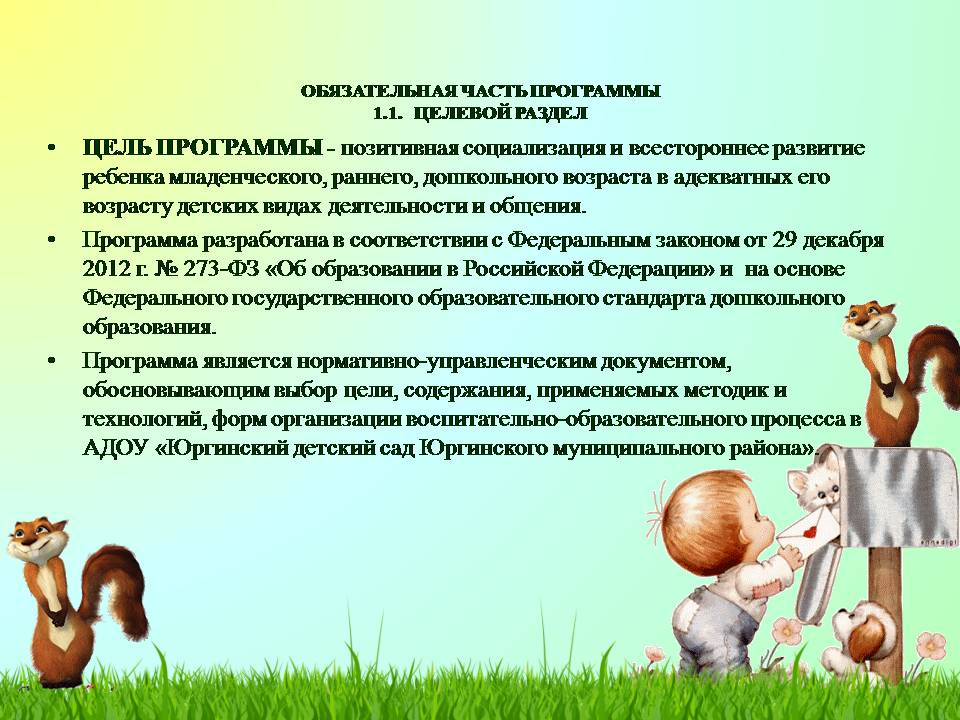 ОБЯЗАТЕЛЬНАЯ ЧАСТЬ ПРОГРАММЫ
1.1. ЦЕЛЕВОЙ РАЗДЕЛ
• ЦЕЛЬ ПРОГРАММЫ - позитивная социализация и всестороннее развитие
ребенка младенческого, раннего, дошкольного возраста в адекватных его
возрасту детских видах деятельности и общения.
• Программа разработана в соответствии с Федеральным законом от 29 декабря
2012 г. № 273-ФЗ «Об образовании в Российской Федерации» и на основе
Федерального государственного образовательного стандарта дошкольного
образования.
• Программа является нормативно-управленческим документом,
обосновывающим выбор цели, содержания, применяемых методик и
технологий, форм организации воспитательно-образовательного процесса в
АДОУ «Юргинский детский сад Юргинского муниципального района».